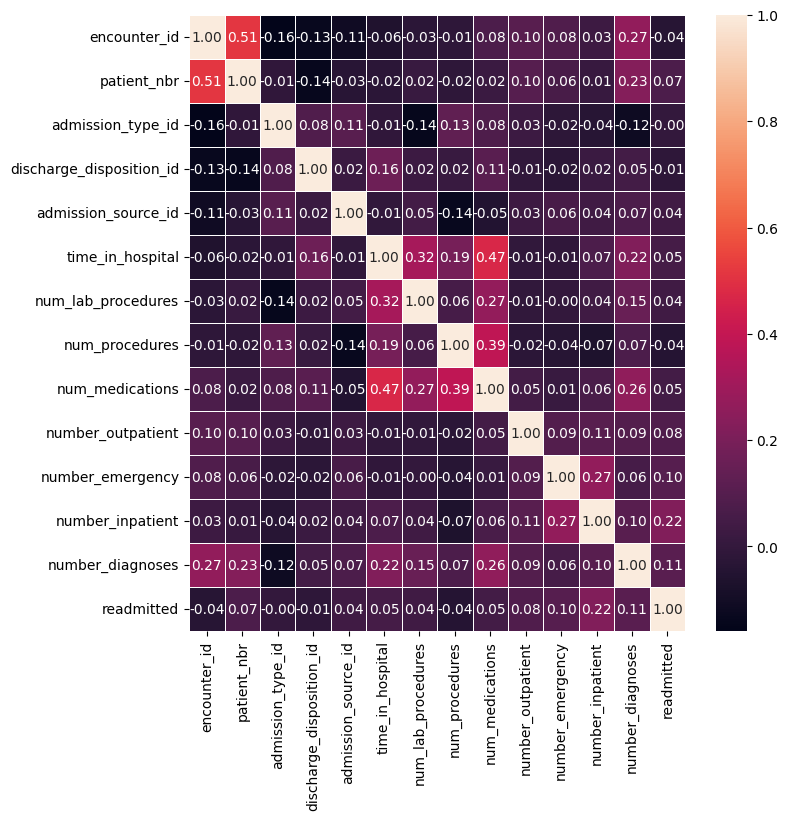 encounter_id 1.00 0.51 -0.16 -0.13 -0.11 -0.06 -0.03 -0.01 0.08 0.10 0.08 0.03 0.27 -0.04
patient_nbr 0.51 1.00 -0.01 -0.14 -0.03 -0.02 0.02 -0.02 0.02 0.10 0.06 0.01 0.23 0.07
admission_type_id -0.16 -0.01 1.00 0.08 0.11 -0.01 -0.14 0.13 0.08 0.03 -0.02 -0.04 -0.12 -0.00
discharge_disposition_id -0.13 -0.14 0.08 1.00 0.02 0.16 0.02 0.02 0.11 -0.01 -0.02 0.02 0.05 -0.01
admission_source_id -0.11 -0.03 0.11 0.02 1.00 -0.01 0.05 -0.14 -0.05 0.03 0.06 0.04 0.07 0.04
time_in_hospital -0.06 -0.02 -0.01 0.16 -0.01 1.00 0.32 0.19 0.47 -0.01 -0.01 0.07 0.22 0.05
num_lab_procedures -0.03 0.02 -0.14 0.02 0.05 0.32 1.00 0.06 0.27 -0.01 -0.00 0.04 0.15 0.04
num_procedures -0.01 -0.02 0.13 0.02 -0.14 0.19 0.06 1.00 0.39 -0.02 -0.04 -0.07 0.07 -0.04
num_medications 0.08 0.02 0.08 0.11 -0.05 0.47 0.27 0.39 1.00 0.05 0.01 0.06 0.26 0.05
number_outpatient 0.10 0.10 0.03 -0.01 0.03 -0.01 -0.01 -0.02 0.05 1.00 0.09 0.11 0.09 0.08
number_emergency 0.08 0.06 -0.02 -0.02 0.06 -0.01 -0.00 -0.04 0.01 0.09 1.00 0.27 0.06 0.10
number_inpatient 0.03 0.01 -0.04 0.02 0.04 0.07 0.04 -0.07 0.06 0.11 0.27 1.00 0.10 0.22
number_diagnoses 0.27 0.23 -0.12 0.05 0.07 0.22 0.15 0.07 0.26 0.09 0.06 0.10 1.00 0.11
readmitted -0.04 0.07 -0.00 -0.01 0.04 0.05 0.04 -0.04 0.05 0.08 0.10 0.22 0.11 1.00
encounter_id
patient_nbr
admission_type_id
discharge_disposition_id
admission_source_id
time_in_hospital
num_lab_procedures
num_procedures
num_medications
number_outpatient
number_emergency
number_inpatient
number_diagnoses
readmitted
1.0
0.8
0.6
0.4
0.2
0.0